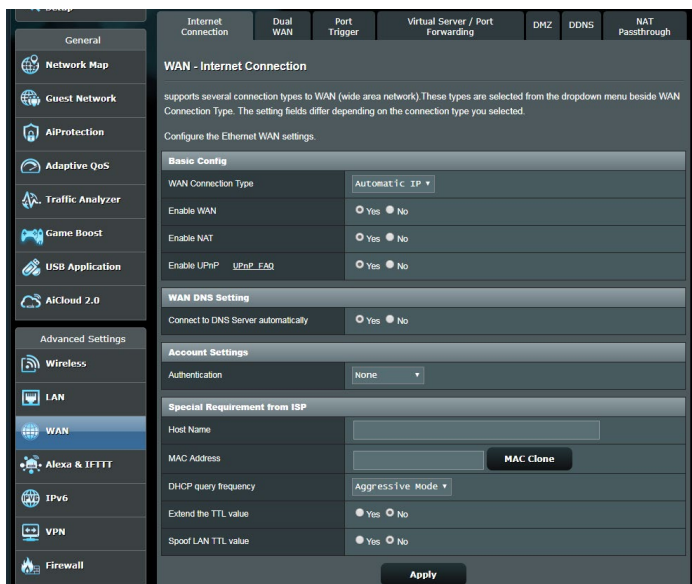 Setup
General
Network Map
Guest Network
AiProtection
Adaptive QoS
Traffic Analyzer
Game Boost
USB Application
AiCloud 2.0
Advanced Settings
Wireless
LAN
WAN
Alexa & IFTTT
IPv6
VPN
Firewall
Internet Connection
Dual WAN
Port Trigger
Virtual Server / Port Forwarding
DMZ
DDNS
NAT Passthrough
WAN - Internet Connection
supports several connection types to WAN (wide area network).These types are selected from the dropdown menu beside WAN
Connection Type. The setting fields differ depending on the connection type you selected.
Configure the Ethernet WAN settings.
Basic Config
WAN Connection Type Automatic IP
Enable WAN Yes No
Enable NAT Yes No
Enable UPnP UPnP FAQ Yes No
WAN DNS Setting
Connect to DNS Server automatically Yes No
Account Settings
Authentication None
Special Requirement from ISP
Host Name
MAC Address MAC Clone
DHCP query frequency Aggressive Mode
Extend the TTL value Yes No
Spoof LAN TTL value Yes No
Apply